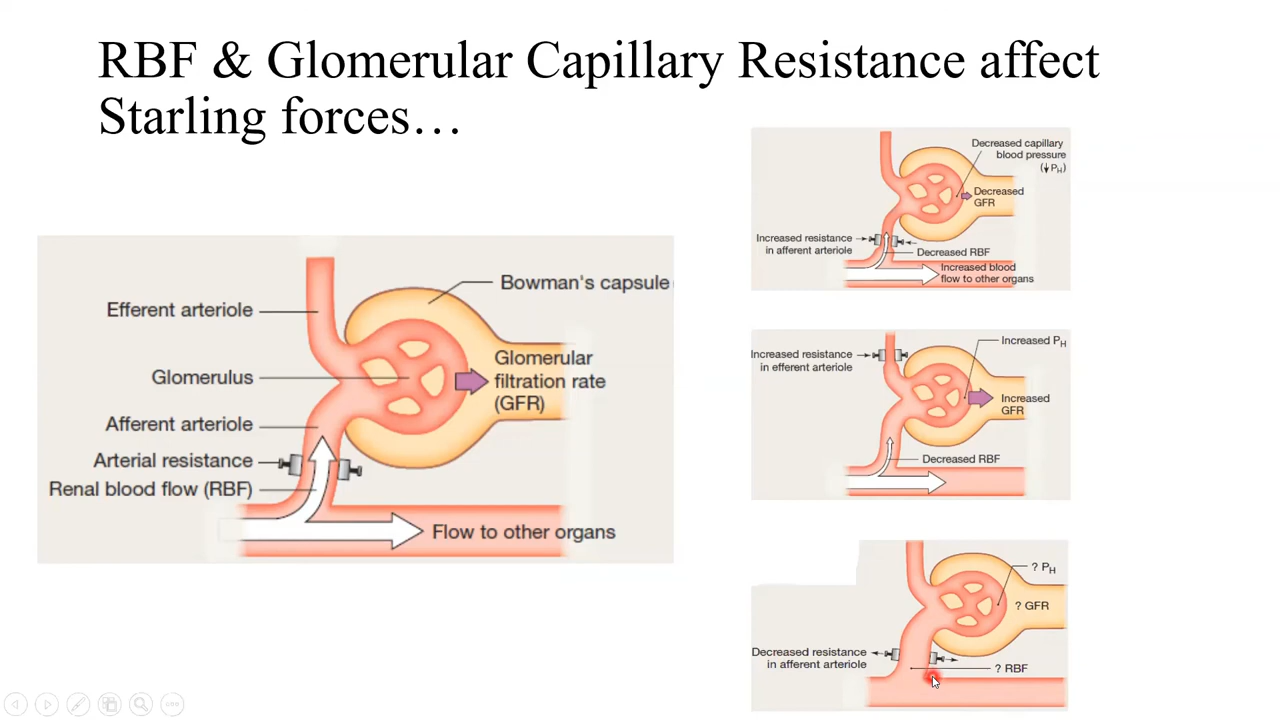 RBF & Glomerular Capillary Resistance affect
Starling forces…
Efferent arteriole
Glomerulus
Afferent arteriole
Arterial resistance
Renal blood flow (RBF)
Bowman's capsule
Glomerular
filtration rate
(GFR)
Flow to other organs
Decreased capillary
blood pressure
(↓ PH)
Decreased
GFR
Increased resistance
in afferent arteriole
Decreased RBF
Increased blood
flow to other organs
Increased PH
Increased resistance
in efferent arteriole
Increased
GFR
Decreased RBF
? PH
? GFR
Decreased resistance
in afferent arteriole
? RBF